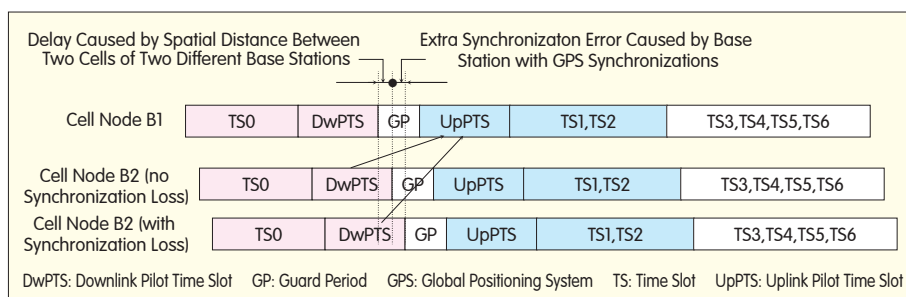 Delay Caused by Spatial Distance Between
Two Cells of Two Different Base Stations
Extra Synchronizaton Error Caused by Base
Station with GPS Synchronizations
Cell Node B1
TS0 DwPTS GP UpPTS TS1,TS2 TS3,TS4,TS5,TS6
Cell Node B2 (no
Synchronization Loss)
TS0 DwPTS GP UpPTS TS1,TS2 TS3,TS4,TS5,TS6
Cell Node B2 (with
Synchronization Loss)
TS0 DwPTS GP UpPTS TS1,TS2 TS3,TS4,TS5,TS6
DwPTS: Downlink Pilot Time Slot GP: Guard Period GPS: Global Positioning System TS: Time Slot UpPTS: Uplink Pilot Time Slot